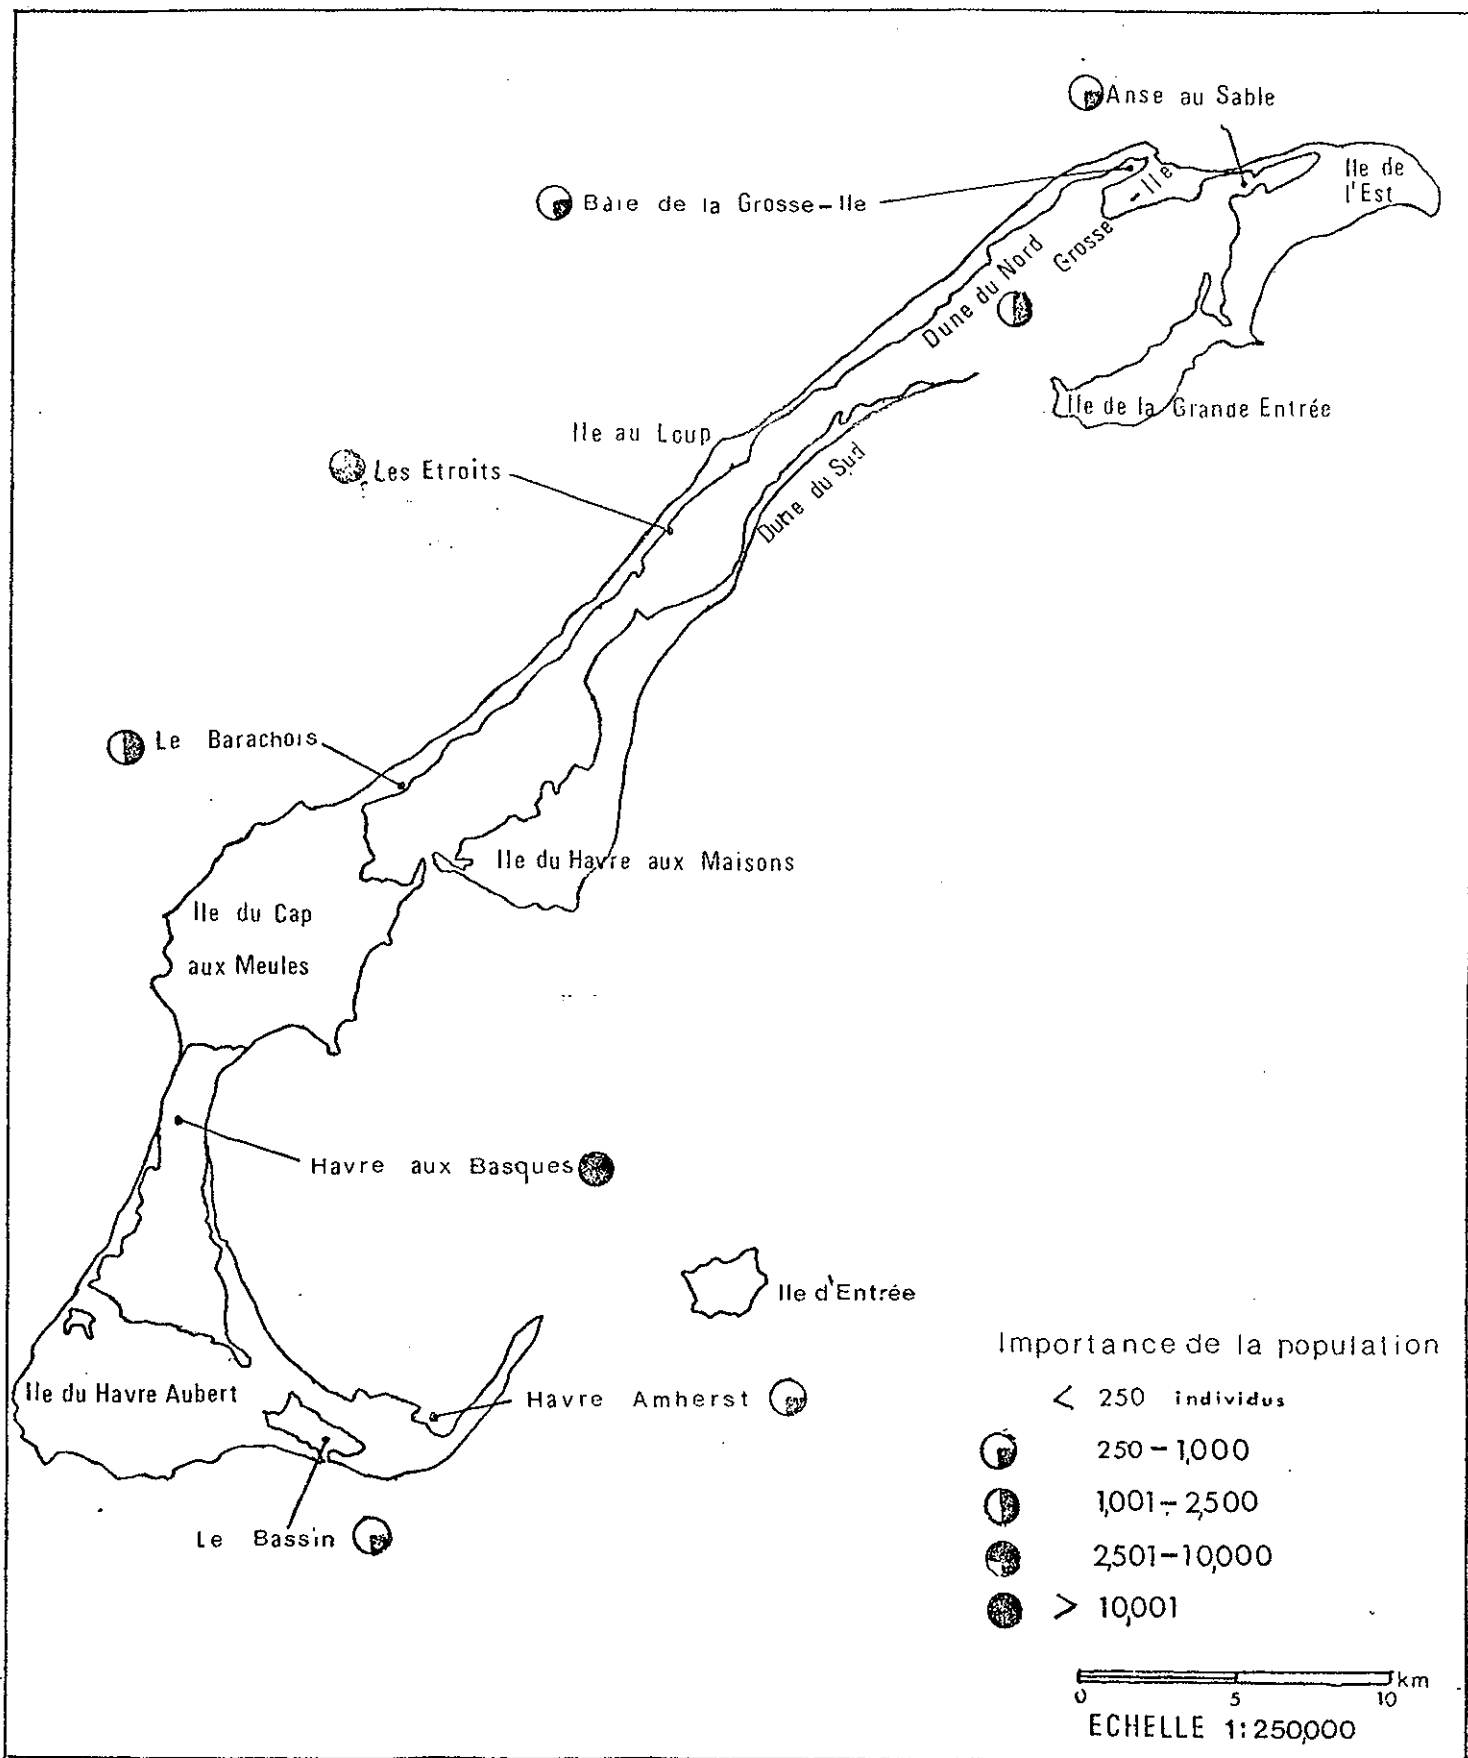 Anse au Sable
Ile de
l'Est
Baie de la Grosse-Ile
Grosse-Ile
Dune du Nord
Ile de la Grande Entrée
Ile au Loup
Les Etroits
Dune du Sud
Le Barachois
Ile du Havre aux Maisons
Ile du Cap
aux Meules
Havre aux Basques
Ile d'Entrée
Importance de la population
< 250 individus
250-1,000
1,001-2,500
2,501-10,000
> 10,001
Ile du Havre Aubert
Havre Amherst
Le Bassin
km
0 5 10
ECHELLE 1:250,000